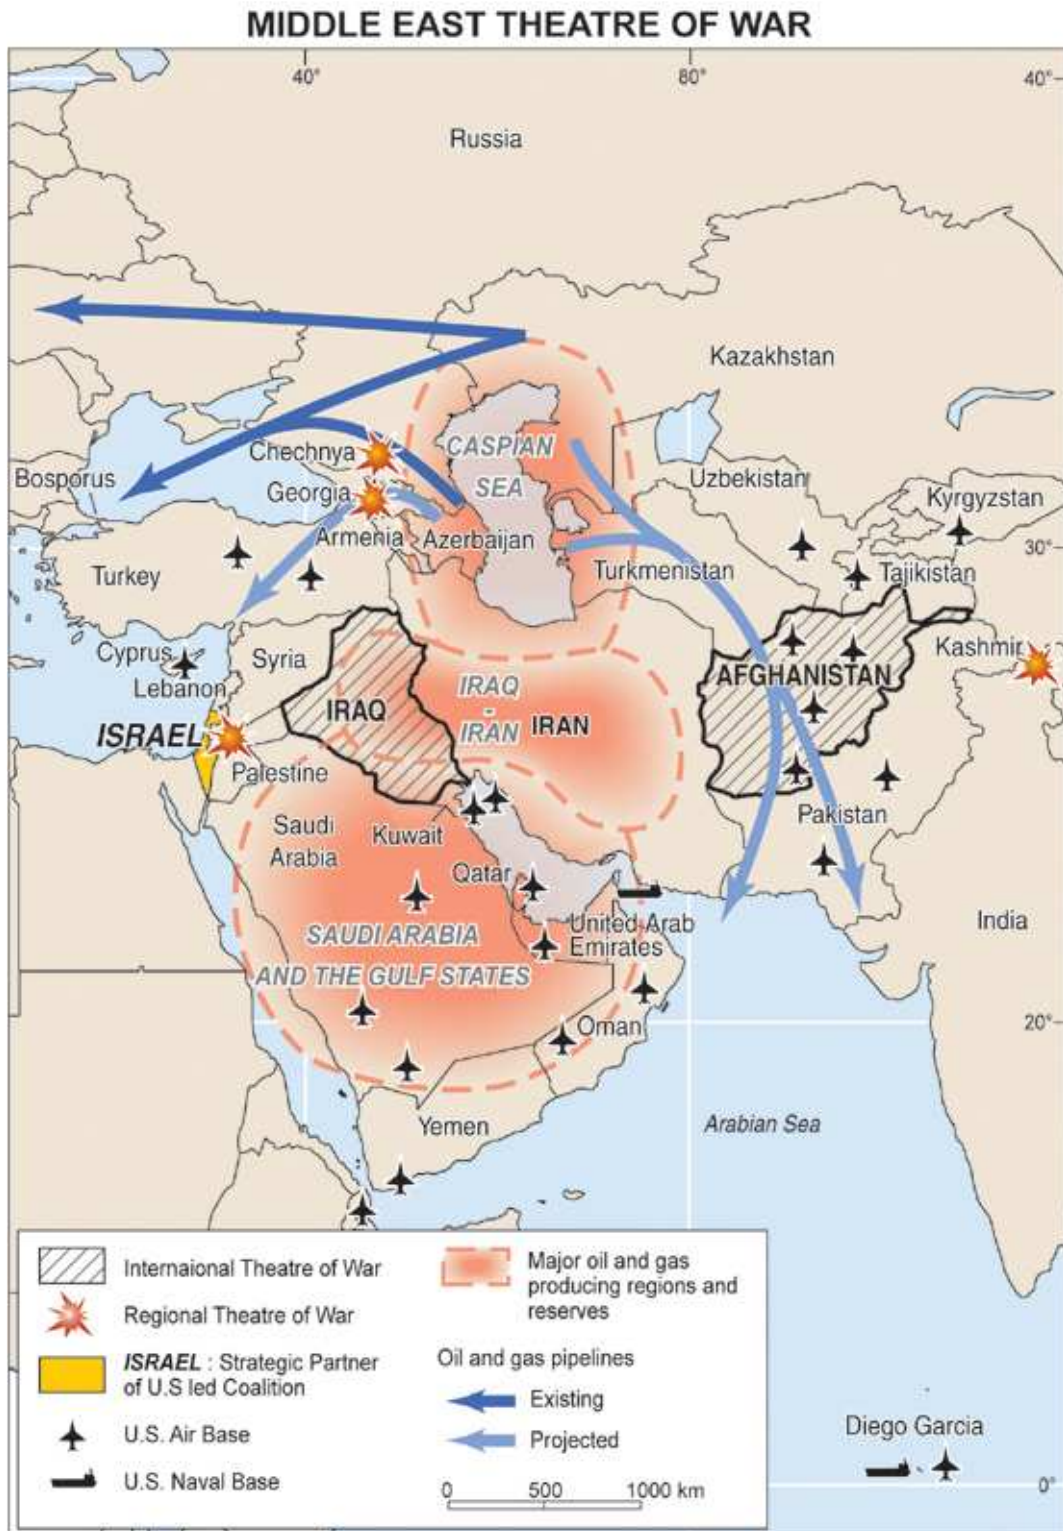 MIDDLE EAST THEATRE OF WAR
40°
80°
40°
Russia
Kazakhstan
CASPIAN
SEA
Chechnya
Bosporus
Georgia
Uzbekistan
Kyrgyzstan
Armenia
Azerbaijan
30°
Turkey
Turkmenistan
Tajikistan
Cyprus
Syria
Kashmir
Lebanon
AFGHANISTAN
IRAQ
IRAQ
-
IRAN
IRAN
ISRAEL
Palestine
Pakistan
Saudi
Arabia
Kuwait
Qatar
United Arab
Emirates
India
SAUDI ARABIA
AND THE GULF STATES
Oman
20°
Yemen
Arabian Sea
Internaional Theatre of War
Regional Theatre of War
ISRAEL : Strategic Partner
of U.S led Coalition
U.S. Air Base
U.S. Naval Base
Major oil and gas
producing regions and
reserves
Oil and gas pipelines
Existing
Projected
0 500 1000 km
Diego Garcia
0°